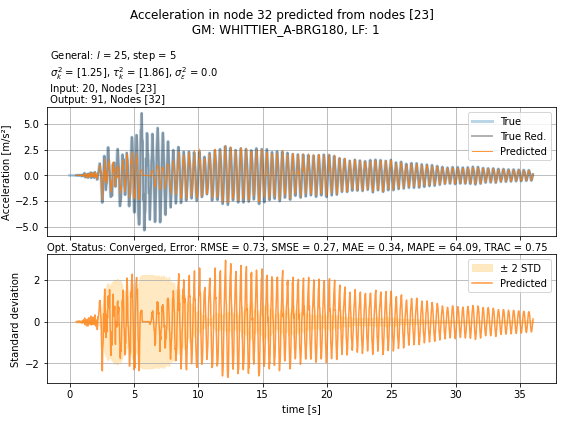 Acceleration in node 32 predicted from nodes [23]
GM: WHITTIER_A-BRG180, LF: 1
General: l = 25, step = 5
σ²ₖ = [1.25], τ²ₖ = [1.86], σ²ε = 0.0
Input: 20, Nodes [23]
Output: 91, Nodes [32]
Acceleration [m/s²]
5.0
2.5
0.0
−2.5
−5.0
True
True Red.
Predicted
Opt. Status: Converged, Error: RMSE = 0.73, SMSE = 0.27, MAE = 0.34, MAPE = 64.09, TRAC = 0.75
Standard deviation
2
0
−2
± 2 STD
Predicted
0 5 10 15 20 25 30 35
time [s]